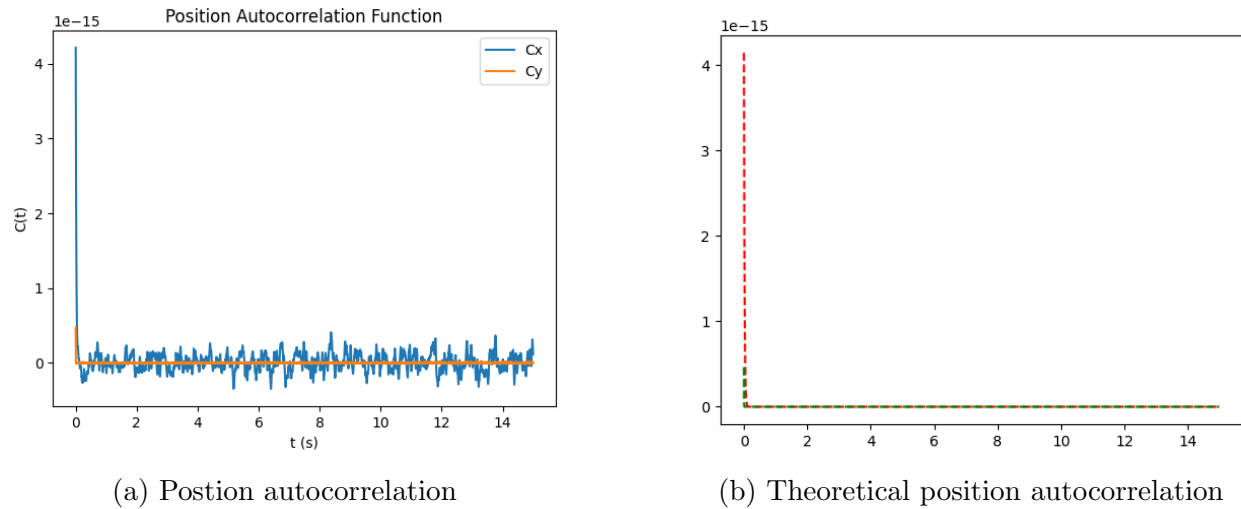 1e−15
Position Autocorrelation Function
Cx
Cy
4
3
2
1
0
C(t)
0 2 4 6 8 10 12 14
t (s)
(a) Postion autocorrelation
1e−15
4
3
2
1
0
0 2 4 6 8 10 12 14
(b) Theoretical position autocorrelation